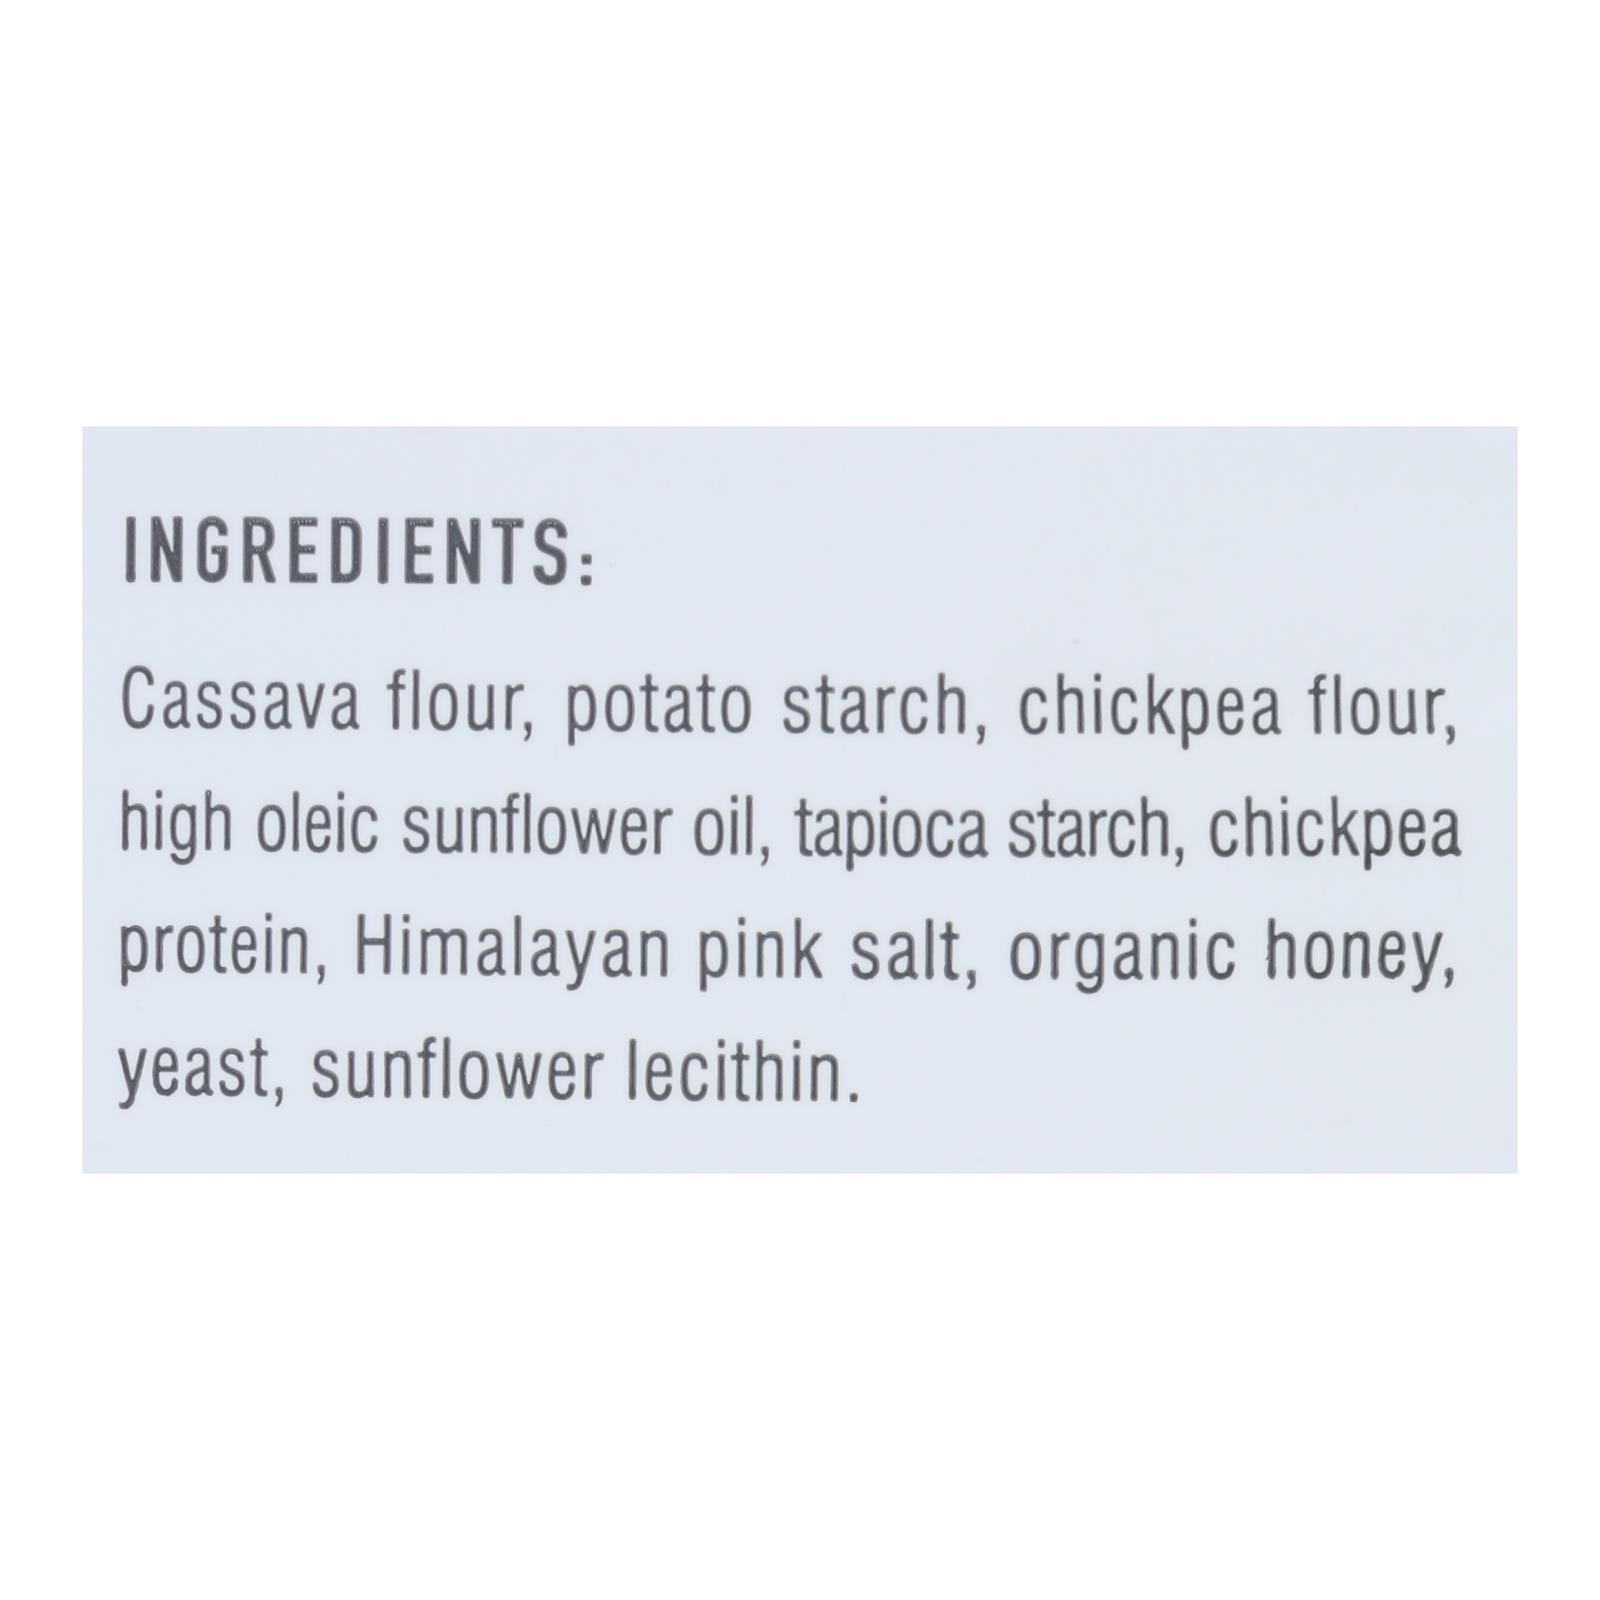 INGREDIENTS:
Cassava flour, potato starch, chickpea flour,
high oleic sunflower oil, tapioca starch, chickpea
protein, Himalayan pink salt, organic honey,
yeast, sunflower lecithin.